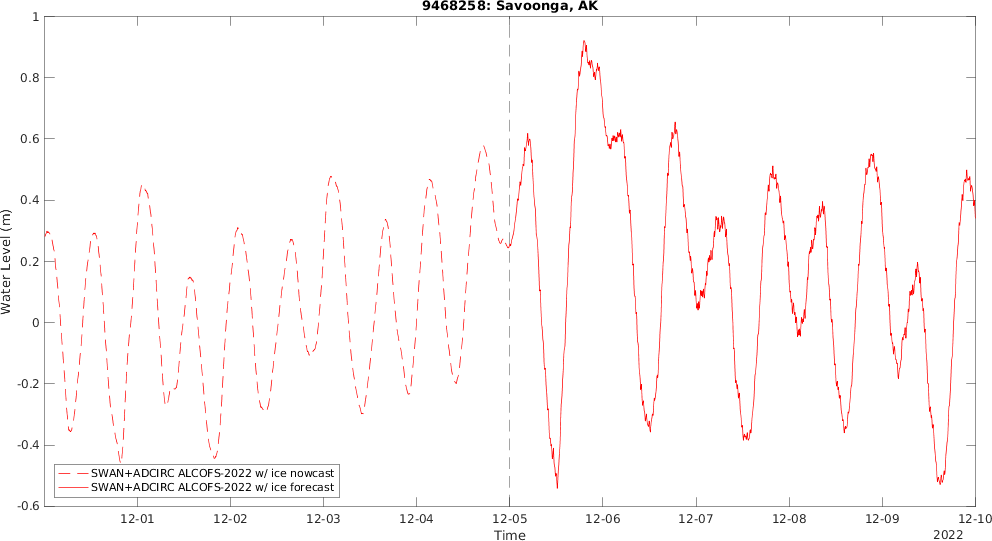 9468258: Savoonga, AK
1
0.8
0.6
0.4
0.2
0
-0.2
-0.4
-0.6
Water Level (m)
SWAN+ADCIRC ALCOFS-2022 w/ ice nowcast
SWAN+ADCIRC ALCOFS-2022 w/ ice forecast
12-01 12-02 12-03 12-04 12-05 12-06 12-07 12-08 12-09 12-10
Time
2022